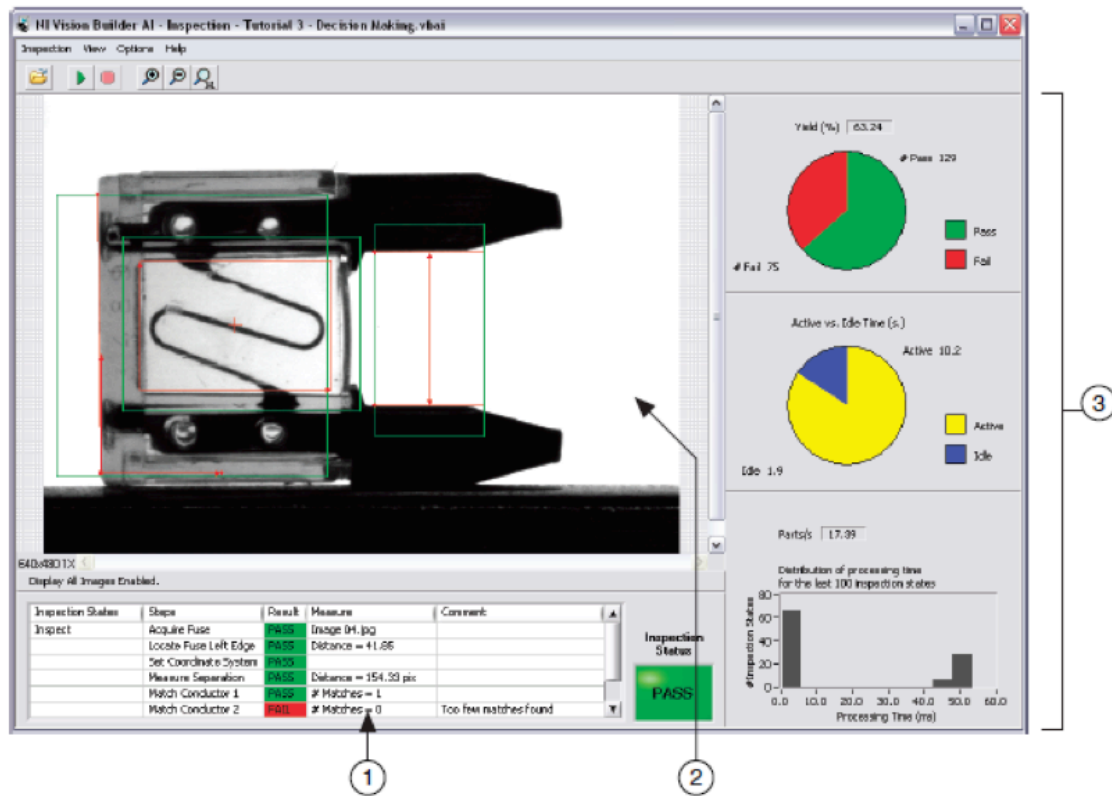 NI Vision Builder AI - Inspection - Tutorial 3 - Decision Making.vbai
Inspection View Options Help
Yield (%) 63.24
# Pass 129
Pass
# Fail 75
Fail
Active vs. Idle Time (s.)
Active 10.2
Active
Idle 1.9
Idle
3
640x480 1X
Display All Images Enabled.
Parts/s 17.89
Distribution of processing time
for the last 100 inspection states
# Inspection States
80
60
40
20
0
0.0 10.0 20.0 30.0 40.0 50.0 60.0
Processing Time (ms)
Inspection States Steps Result Measure Comment
Inspect Acquire Fuse PASS Image 04.jpg
Locate Fuse Left Edge PASS Distance = 41.85
Set Coordinate System PASS
Measure Separation PASS Distance = 154.33 pix
Match Conductor 1 PASS # Matches = 1
Match Conductor 2 FAIL # Matches = 0 Too few matches found
Inspection
Status
PASS
1
2